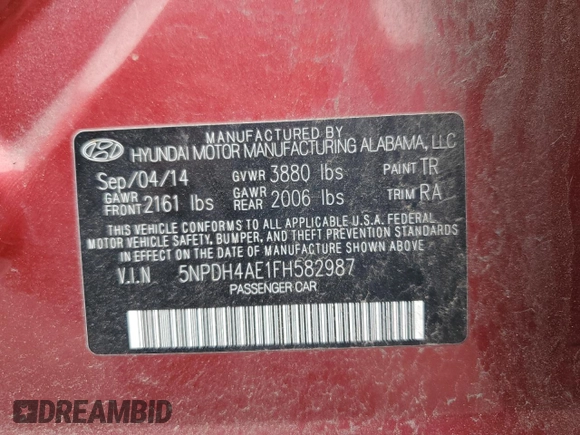 MANUFACTURED BY
HYUNDAI MOTOR MANUFACTURING ALABAMA, LLC
Sep/04/14 GVWR 3880 lbs PAINT TR
GAWR FRONT 2161 lbs GAWR REAR 2006 lbs TRIM RA
THIS VEHICLE CONFORMS TO ALL APPLICABLE U.S.A. FEDERAL
MOTOR VEHICLE SAFETY, BUMPER, AND THEFT PREVENTION STANDARDS
IN EFFECT ON THE DATE OF MANUFACTURE SHOWN ABOVE.
V.I.N 5NPDH4AE1FH582987
PASSENGER CAR
DREAMBID